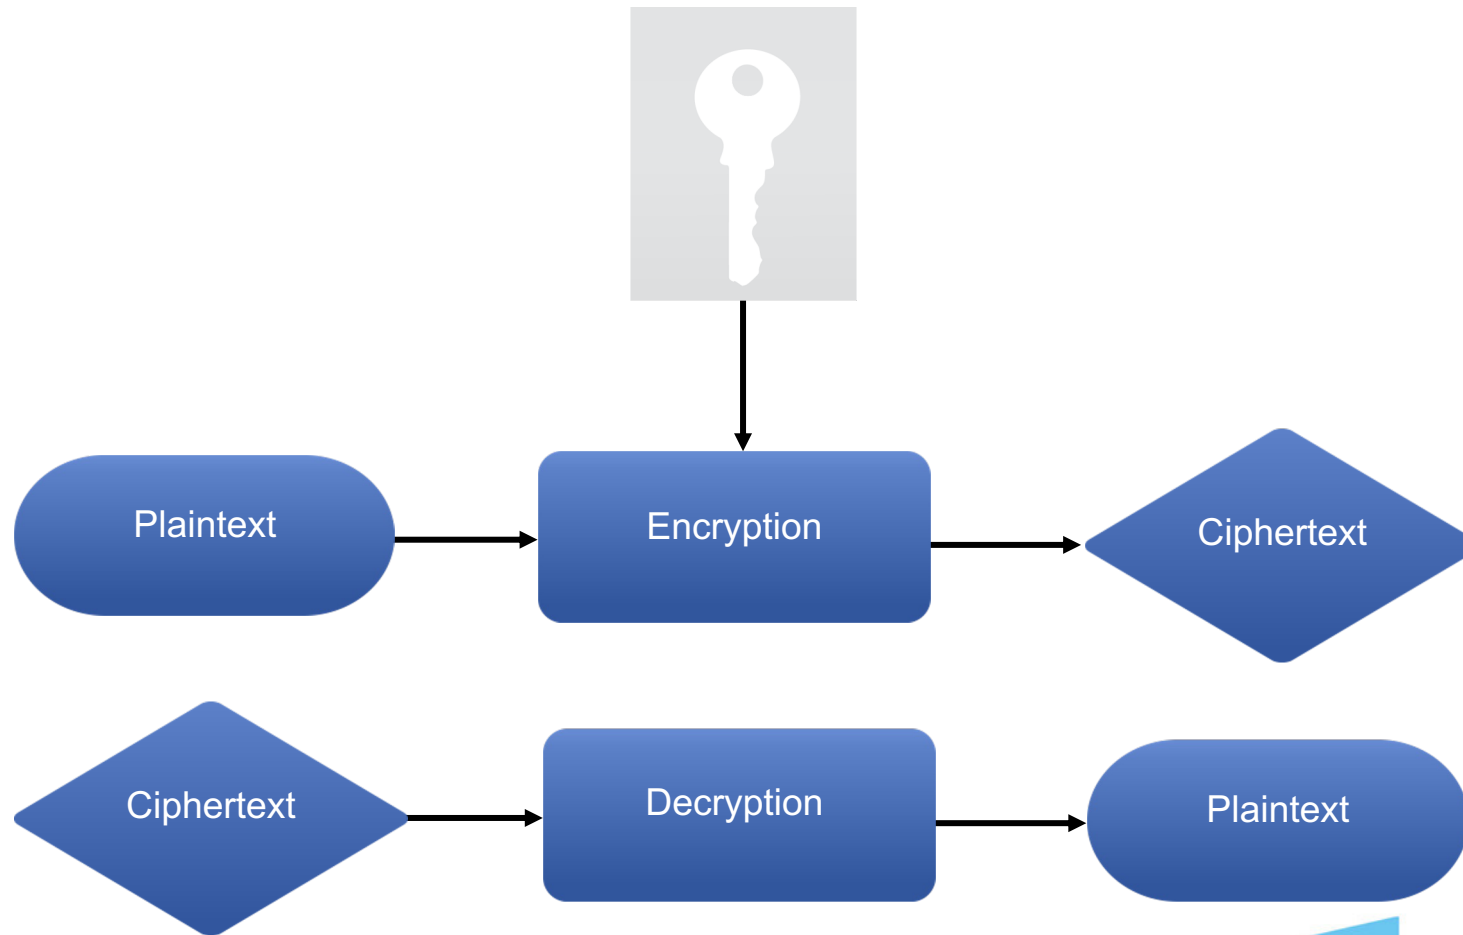 Plaintext
Encryption
Ciphertext
Ciphertext
Decryption
Plaintext